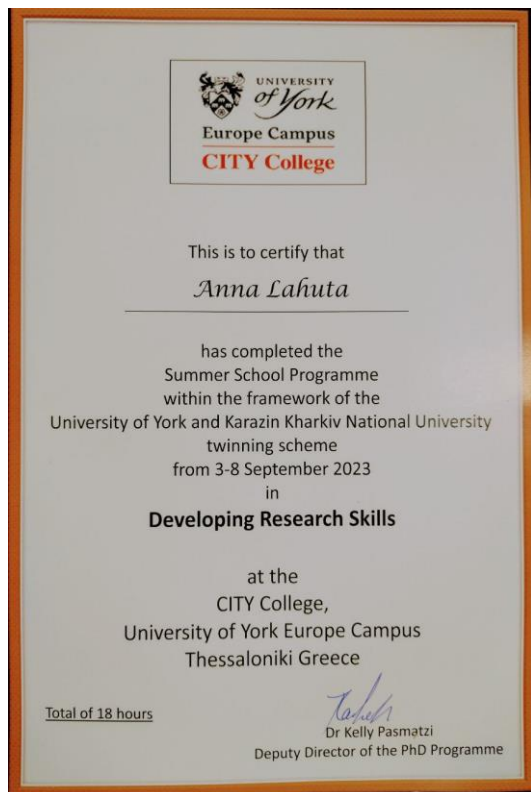 UNIVERSITY
of York
Europe Campus
CITY College
This is to certify that
Anna Lahuta
has completed the
Summer School Programme
within the framework of the
University of York and Karazin Kharkiv National University
twinning scheme
from 3-8 September 2023
in
Developing Research Skills
at the
CITY College,
University of York Europe Campus
Thessaloniki Greece
Total of 18 hours
Dr Kelly Pasmatzi
Deputy Director of the PhD Programme